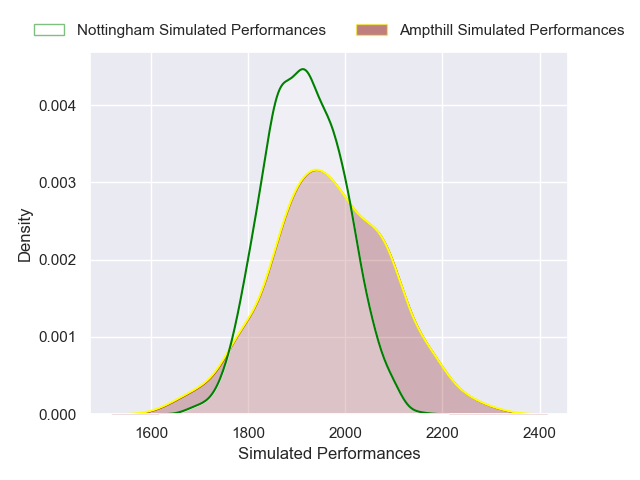 Nottingham Simulated Performances
Ampthill Simulated Performances
0.004
0.003
0.002
0.001
0.000
Density
1600 1800 2000 2200 2400
Simulated Performances